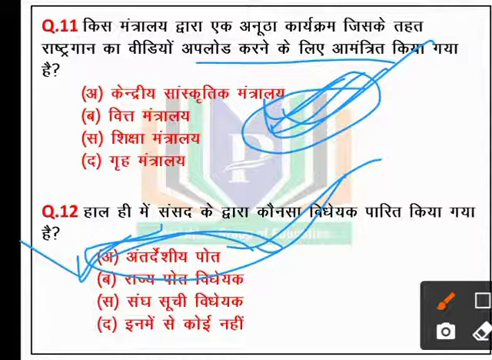 Q.11 किस मंत्रालय द्वारा एक अनूठा कार्यक्रम जिसके तहत
राष्ट्रगान का वीडियों अपलोड करने के लिए आमंत्रित किया गया
है?
(अ) केन्द्रीय सांस्कृतिक मंत्रालय
(ब) वित्त मंत्रालय
(स) शिक्षा मंत्रालय
(द) गृह मंत्रालय
Q.12 हाल ही में संसद के द्वारा कौनसा विधेयक पारित किया गया
है?
(अ) अंतर्देशीय पोत
(ब) राज्य पोत विधेयक
(स) संघ सूची विधेयक
(द) इनमें से कोई नहीं